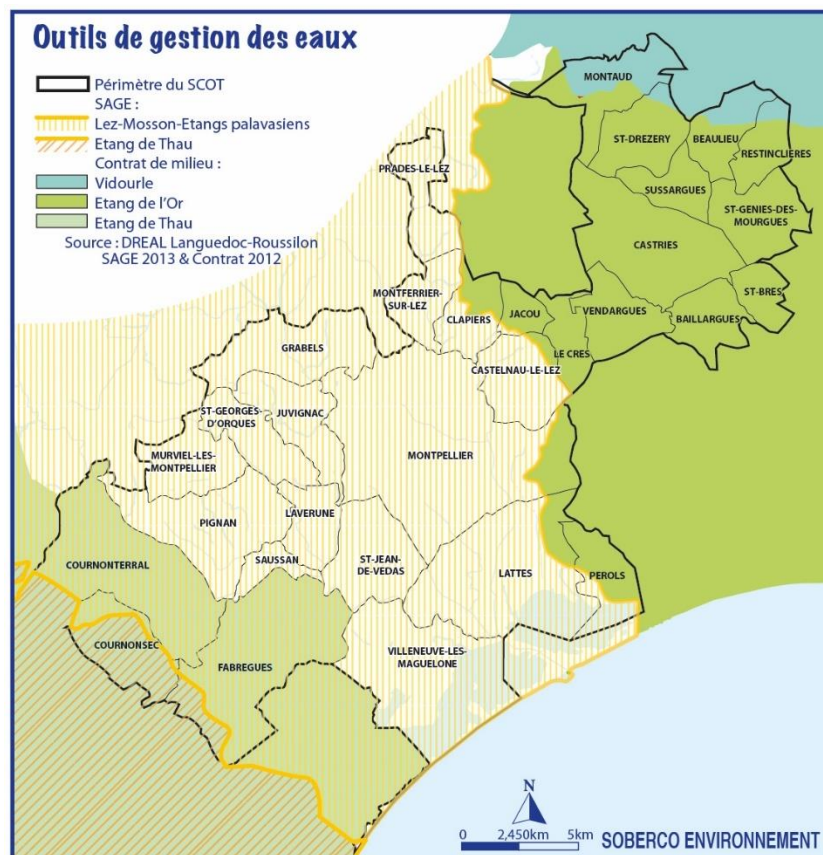 Outils de gestion des eaux
Périmètre du SCOT
SAGE :
Lez-Mosson-Etangs palavasiens
Etang de Thau
Contrat de milieu :
Vidourle
Etang de l'Or
Etang de Thau
Source : DREAL Languedoc-Roussilon
SAGE 2013 & Contrat 2012
MONTAUD
ST-DREZERY
BEAULIEU
RESTINCLIERES
PRADES-LE-LEZ
SUSSARGUES
ST-GENIES-DES-
MOURGUES
CASTRIES
MONTFERRIER-
SUR-LEZ
CLAPIERS
JACOU
VENDARGUES
BAILLARGUES
ST-BRES
GRABELS
LE CRES
CASTELNAU-LE-LEZ
ST-GEORGES-
D'ORQUES
JUVIGNAC
MURVIEL-LES-
MONTPELLIER
MONTPELLIER
PIGNAN
LAVERUNE
COURNONTERRAL
SAUSSAN
ST-JEAN-
DE-VEDAS
LATTES
PEROLS
COURNONSEC
FABREGUES
VILLENEUVE-LES-
MAGUELONE
N
0 2,450km 5km
SOBERCO ENVIRONNEMENT